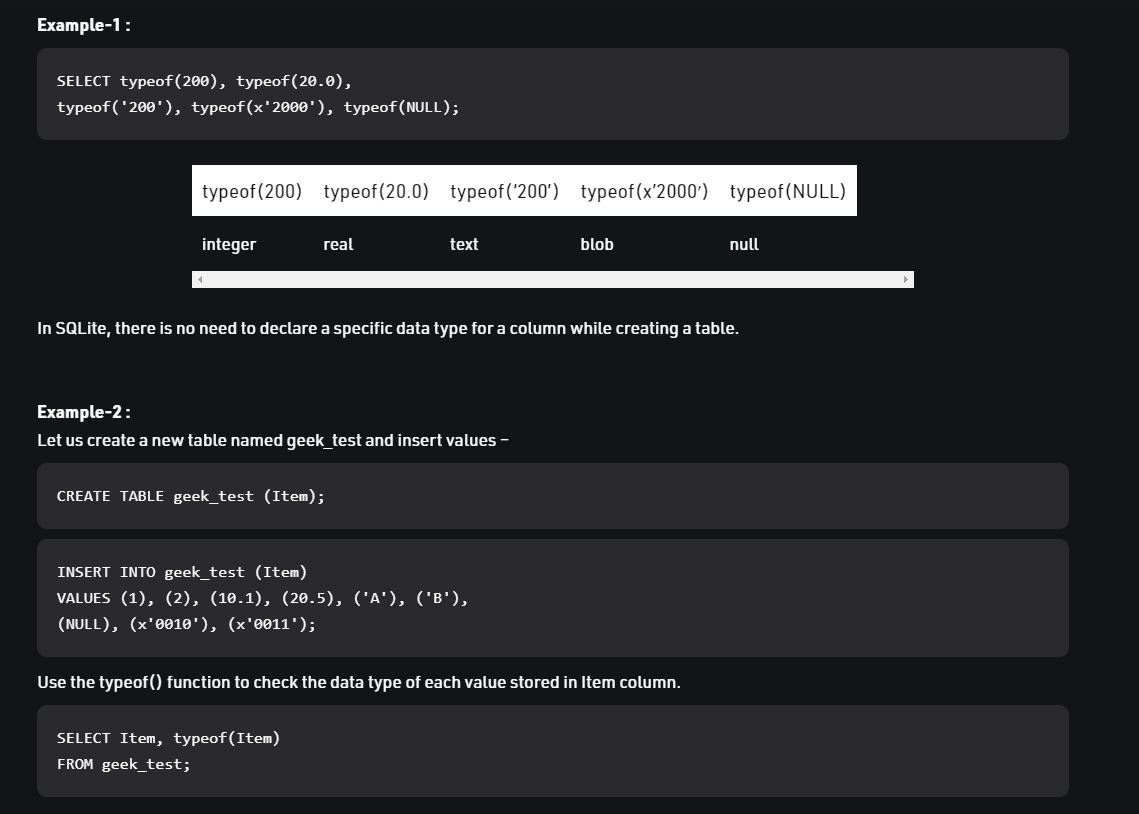 Example-1 :
SELECT typeof(200), typeof(20.0),
typeof('200'), typeof(x'2000'), typeof(NULL);
typeof(200) typeof(20.0) typeof(‘200’) typeof(x’2000′) typeof(NULL)
integer real text blob null
In SQLite, there is no need to declare a specific data type for a column while creating a table.
Example-2 :
Let us create a new table named geek_test and insert values –
CREATE TABLE geek_test (Item);
INSERT INTO geek_test (Item)
VALUES (1), (2), (10.1), (20.5), ('A'), ('B'),
(NULL), (x'0010'), (x'0011');
Use the typeof() function to check the data type of each value stored in Item column.
SELECT Item, typeof(Item)
FROM geek_test;